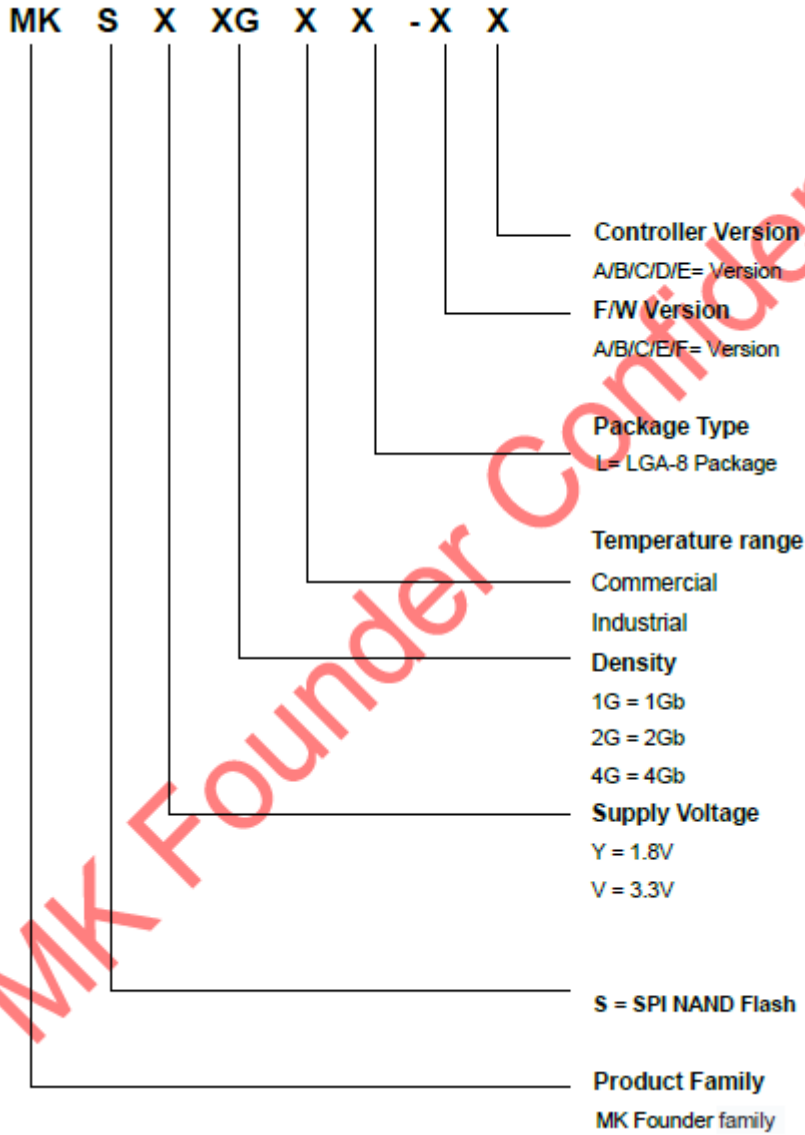 MK S X XG X X - X X
Controller Version
A/B/C/D/E= Version
F/W Version
A/B/C/E/F= Version
Package Type
L= LGA-8 Package
Temperature range
Commercial
Industrial
Density
1G = 1Gb
2G = 2Gb
4G = 4Gb
Supply Voltage
Y = 1.8V
V = 3.3V
S = SPI NAND Flash
Product Family
MK Founder family
MK Founder